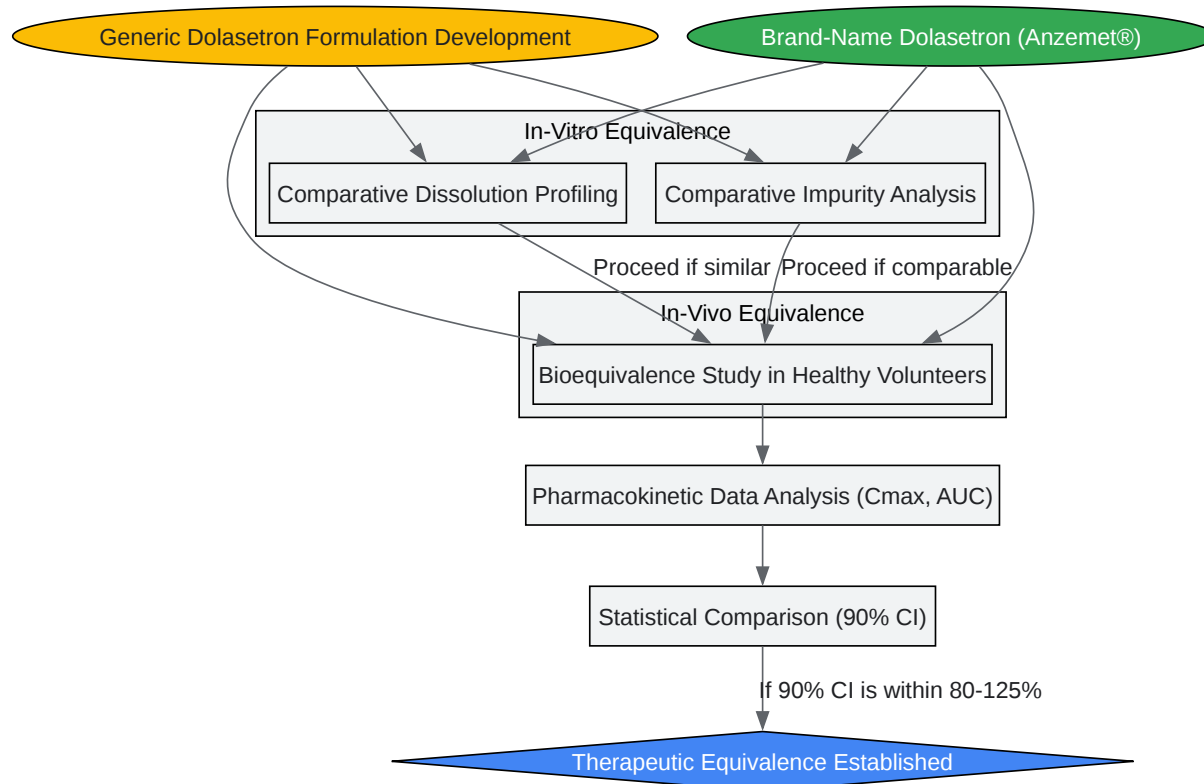 Generic Dolasetron Formulation Development
Brand-Name Dolasetron (Anzemet®)
In-Vitro Equivalence
Comparative Dissolution Profiling
Comparative Impurity Analysis
Proceed if similar
Proceed if comparable
In-Vivo Equivalence
Bioequivalence Study in Healthy Volunteers
Pharmacokinetic Data Analysis (Cmax, AUC)
Statistical Comparison (90% CI)
If 90% CI is within 80-125%
Therapeutic Equivalence Established